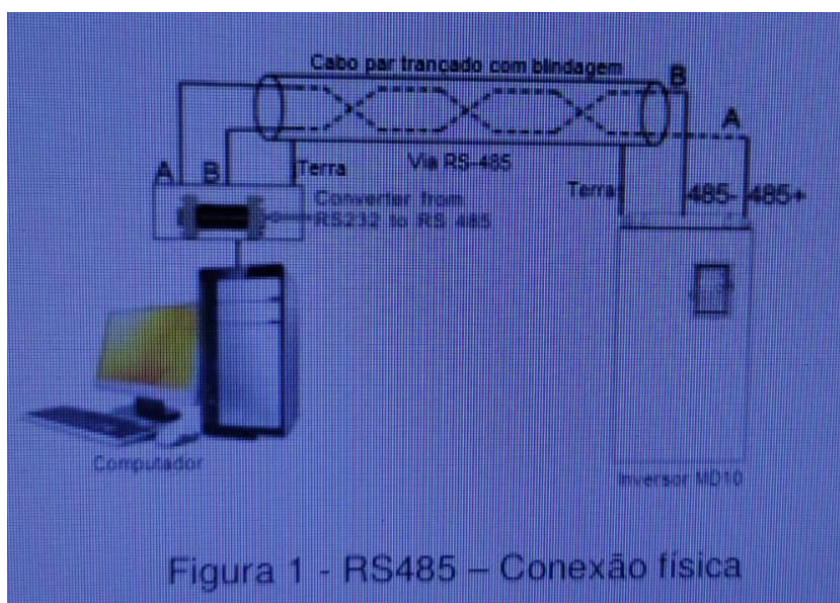 Cabo par trançado com blindagem
B
A
A B
Terra
Via RS-485
Terra
485- 485+
Converter from
RS232 to RS 485
Computador
Inversor MD10
Figura 1 - RS485 – Conexão física